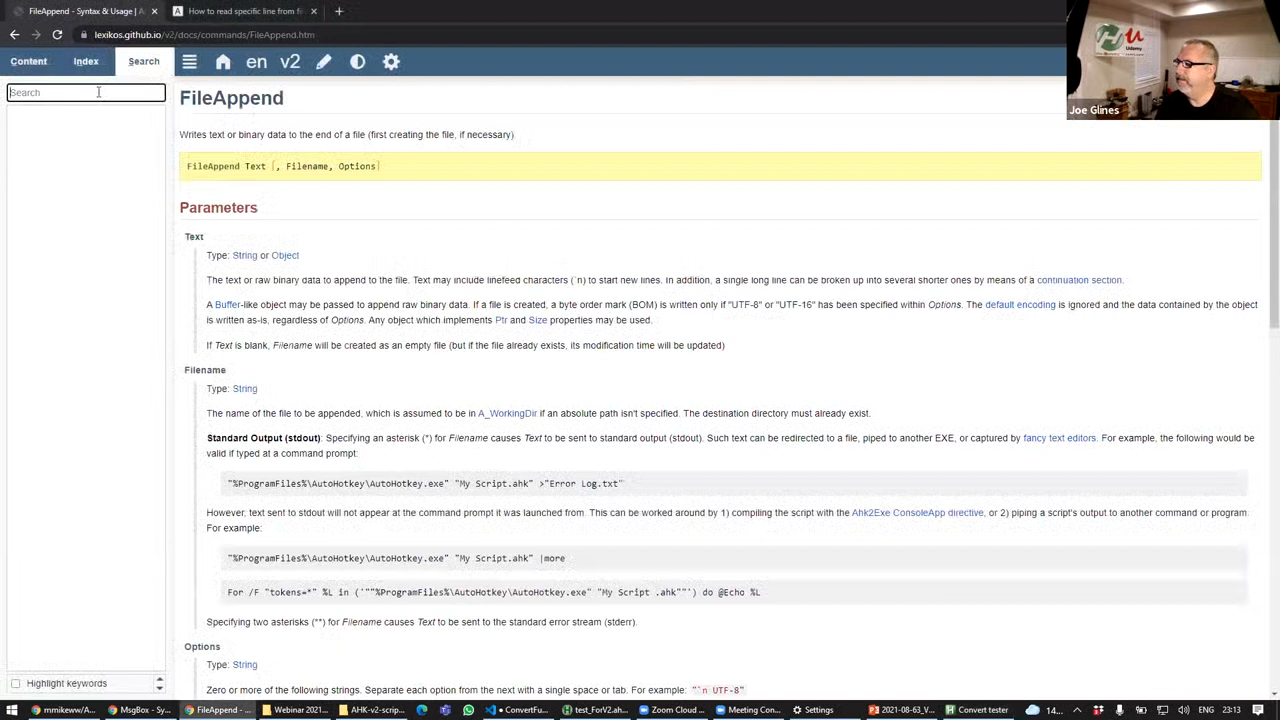 FileAppend - Syntax & Usage | A
How to read specific line from fi
lexikos.github.io/v2/docs/commands/FileAppend.htm
Content Index Search en v2
Search
FileAppend
Writes text or binary data to the end of a file (first creating the file, if necessary).
FileAppend Text [, Filename, Options]
Parameters
Text
Type: String or Object
The text or raw binary data to append to the file. Text may include linefeed characters (`n) to start new lines. In addition, a single long line can be broken up into several shorter ones by means of a continuation section.
A Buffer-like object may be passed to append raw binary data. If a file is created, a byte order mark (BOM) is written only if "UTF-8" or "UTF-16" has been specified within Options. The default encoding is ignored and the data contained by the object
is written as-is, regardless of Options. Any object which implements Ptr and Size properties may be used.
If Text is blank, Filename will be created as an empty file (but if the file already exists, its modification time will be updated)
Filename
Type: String
The name of the file to be appended, which is assumed to be in A_WorkingDir if an absolute path isn't specified. The destination directory must already exist.
Standard Output (stdout): Specifying an asterisk (*) for Filename causes Text to be sent to standard output (stdout). Such text can be redirected to a file, piped to another EXE, or captured by fancy text editors. For example, the following would be
valid if typed at a command prompt:
"%ProgramFiles%\AutoHotkey\AutoHotkey.exe" "My Script.ahk" >"Error Log.txt"
However, text sent to stdout will not appear at the command prompt it was launched from. This can be worked around by 1) compiling the script with the Ahk2Exe ConsoleApp directive, or 2) piping a script's output to another command or program.
For example:
"%ProgramFiles%\AutoHotkey\AutoHotkey.exe" "My Script.ahk" |more
For /F "tokens=*" %L in ('""%ProgramFiles%\AutoHotkey\AutoHotkey.exe" "My Script .ahk""') do @Echo %L
Specifying two asterisks (**) for Filename causes Text to be sent to the standard error stream (stderr).
Options
Type: String
Zero or more of the following strings. Separate each option from the next with a single space or tab. For example: "`n UTF-8"
Highlight keywords
Udemy
Joe Glines
mmikeww/A... MsgBox - Sy... FileAppen - ... Webinar 2021... AHK-v2-scrip... ConvertFu... test_ForV2.ah... Zoom Cloud ... Meeting Con... Settings 2021-08-63_V... Convert tester 14... ENG 23:13